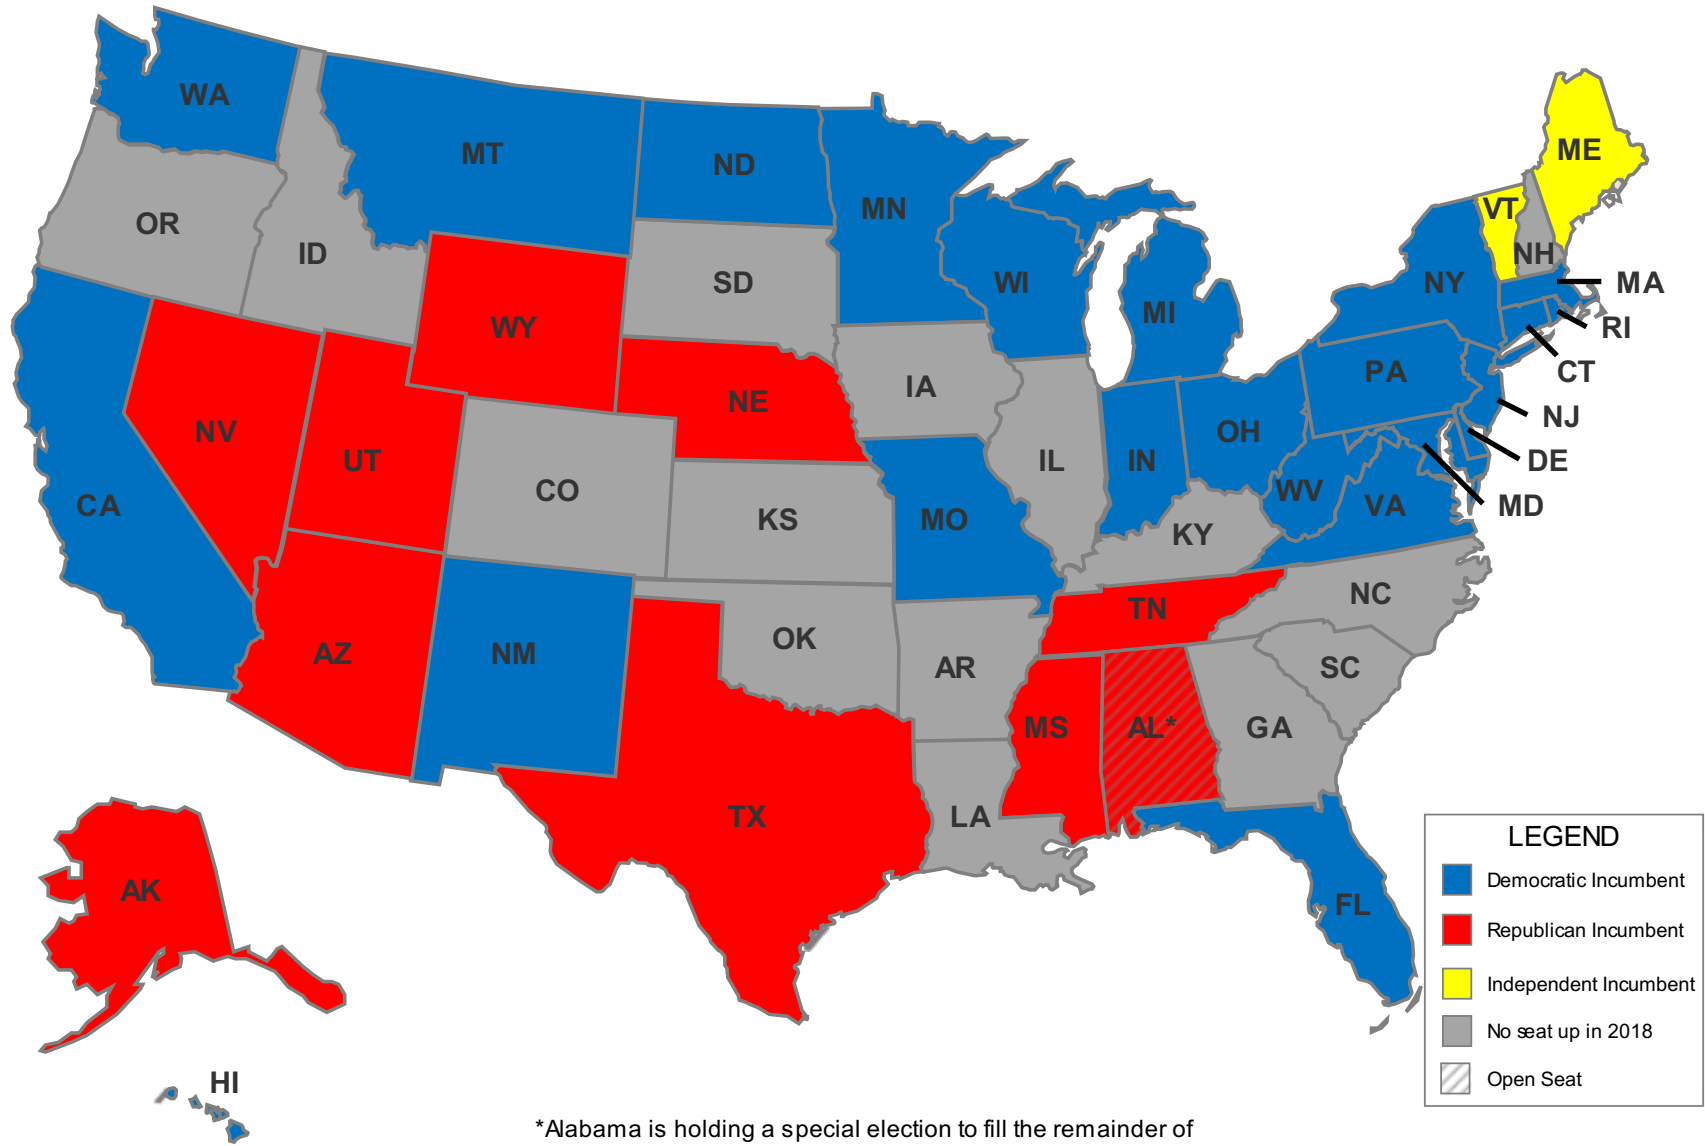 WA
MT
ND
MN
ME
VT
NH
OR
ID
SD
WI
MI
NY
MA
RI
WY
CT
PA
IA
NE
NJ
NV
UT
CO
IL
IN
OH
DE
CA
KS
MO
WV
VA
MD
KY
TN
NC
AZ
NM
OK
AR
SC
MS
AL*
GA
TX
LA
AK
FL
HI
LEGEND
Democratic Incumbent
Republican Incumbent
Independent Incumbent
No seat up in 2018
Open Seat
*Alabama is holding a special election to fill the remainder of